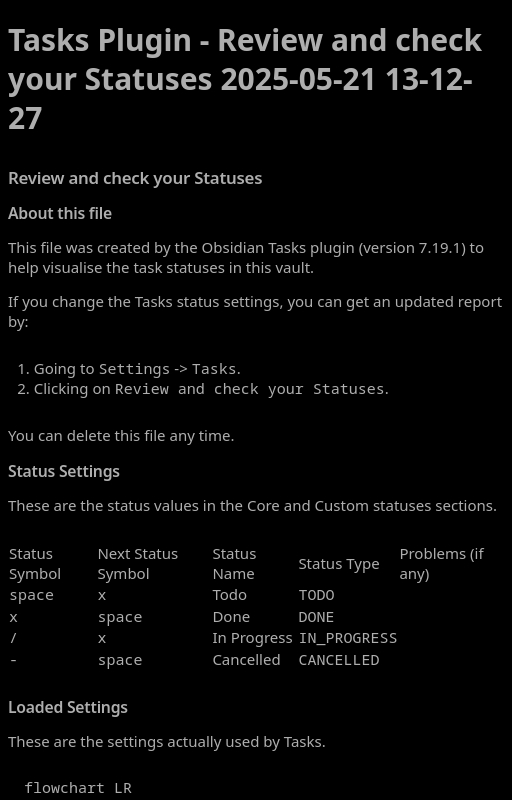 Tasks Plugin - Review and check
your Statuses 2025-05-21 13-12-
27
Review and check your Statuses
About this file
This file was created by the Obsidian Tasks plugin (version 7.19.1) to
help visualise the task statuses in this vault.
If you change the Tasks status settings, you can get an updated report
by:
1. Going to Settings -> Tasks.
2. Clicking on Review and check your Statuses.
You can delete this file any time.
Status Settings
These are the status values in the Core and Custom statuses sections.
Status Symbol Next Status Symbol Status Name Status Type Problems (if any)
space x Todo TODO
x space Done DONE
/ x In Progress IN_PROGRESS
- space Cancelled CANCELLED
Loaded Settings
These are the settings actually used by Tasks.
flowchart LR